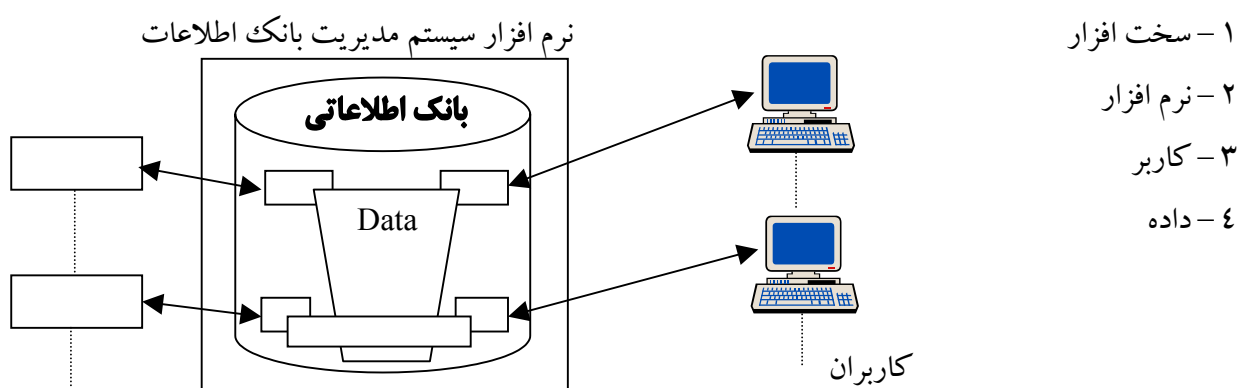 ۱ – سخت افزار
۲ – نرم افزار
۳ – کاربر
٤ – داده
نرم افزار سیستم مدیریت بانك اطلاعات
بانک اطلاعاتی
Data
کاربران